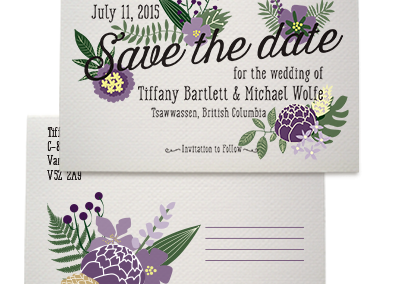 July 11, 2015
Save the date
for the wedding of
Tiffany Bartlett & Michael Wolfe
Tsawwassen, British Columbia
Invitation to Follow
V5Z 2A9